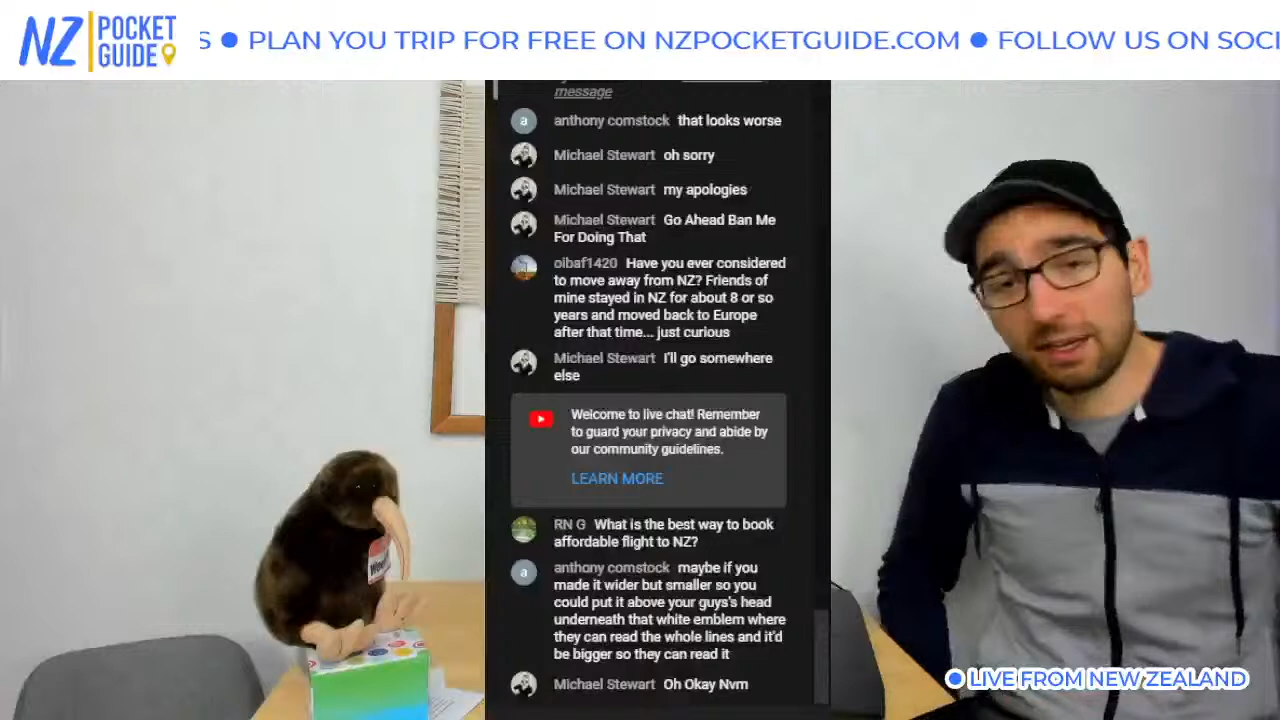 NZ POCKET GUIDE
S ● PLAN YOU TRIP FOR FREE ON NZPOCKETGUIDE.COM ● FOLLOW US ON SOCI
message
a anthony comstock that looks worse
Michael Stewart oh sorry
Michael Stewart my apologies
Michael Stewart Go Ahead Ban Me
For Doing That
oibaf1420 Have you ever considered
to move away from NZ? Friends of
mine stayed in NZ for about 8 or so
years and moved back to Europe
after that time... just curious
Michael Stewart I'll go somewhere
else
Welcome to live chat! Remember
to guard your privacy and abide by
our community guidelines.
LEARN MORE
RN G What is the best way to book
affordable flight to NZ?
a anthony comstock maybe if you
made it wider but smaller so you
could put it above your guys's head
underneath that white emblem where
they can read the whole lines and it'd
be bigger so they can read it
Michael Stewart Oh Okay Nvm
● LIVE FROM NEW ZEALAND